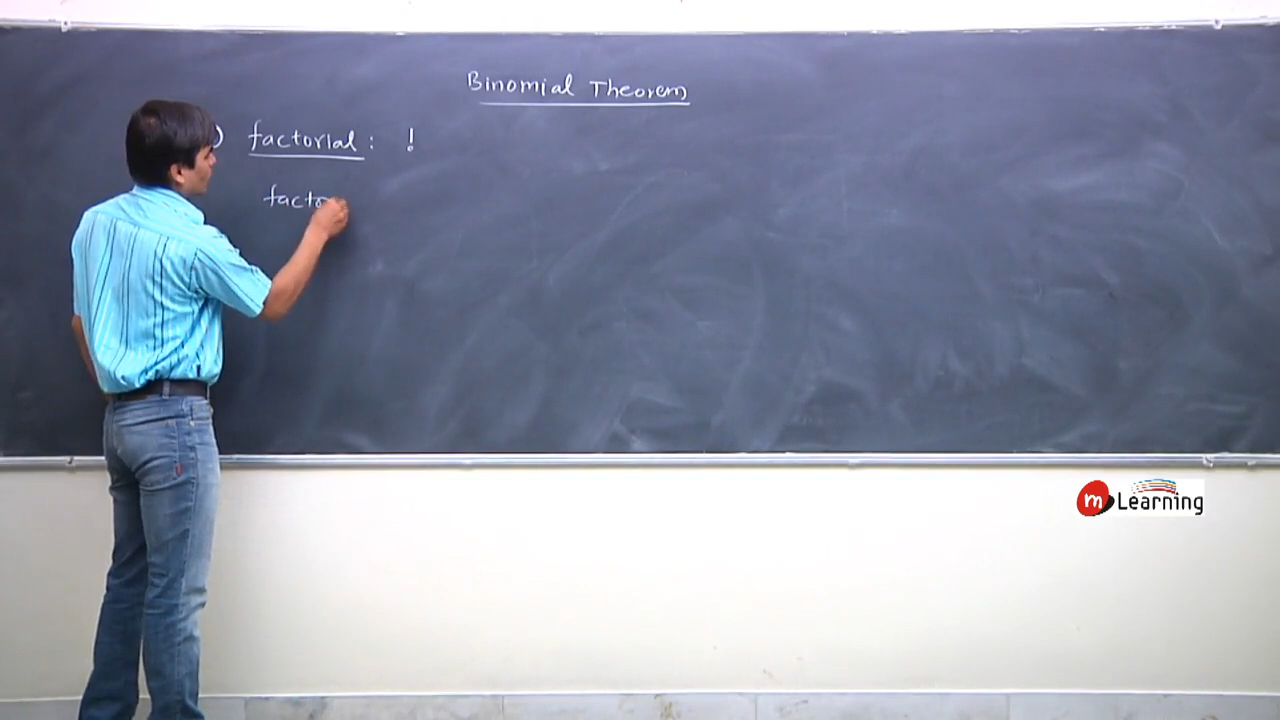 Binomial Theorem
) factorial : !
facto
m Learning